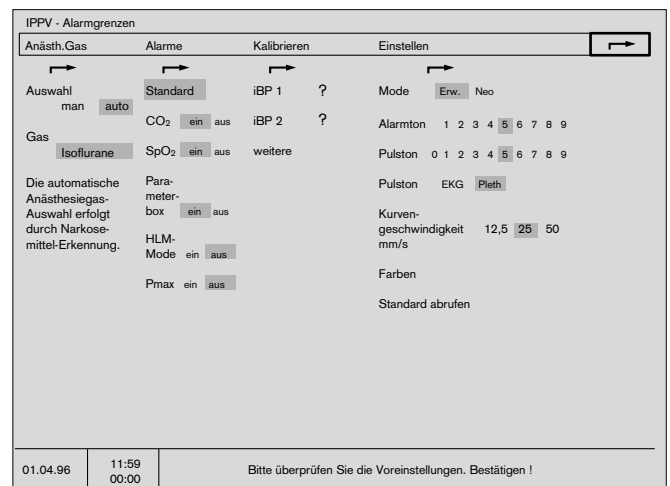 IPPV - Alarmgrenzen
Anästh.Gas Alarme Kalibrieren Einstellen
Auswahl
man auto
Gas
Isoflurane
Die automatische
Anästhesiegas-
Auswahl erfolgt
durch Narkose-
mittel-Erkennung.
Standard
CO₂ ein aus
SpO₂ ein aus
Para-
meter-
box ein aus
HLM-
Mode ein aus
Pmax ein aus
iBP 1 ?
iBP 2 ?
weitere
Mode Erw. Neo
Alarmton 1 2 3 4 5 6 7 8 9
Pulston 0 1 2 3 4 5 6 7 8 9
Pulston EKG Pleth
Kurven-
geschwindigkeit 12,5 25 50
mm/s
Farben
Standard abrufen
01.04.96
11:59
00:00
Bitte überprüfen Sie die Voreinstellungen. Bestätigen !